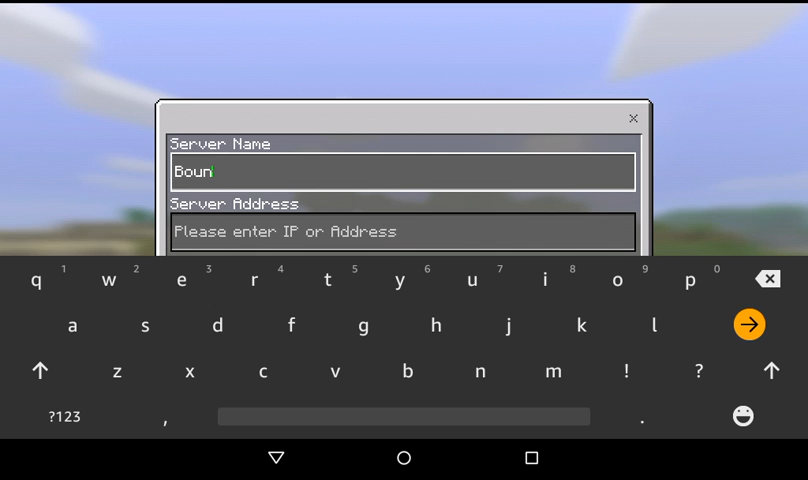 Server Name
Boun
Server Address
Please enter IP or Address
q 1 w 2 e 3 r 4 t 5 y 6 u 7 i 8 o 9 p 0
a s d f g h j k l
z x c v b n m ! ?
?123 , .